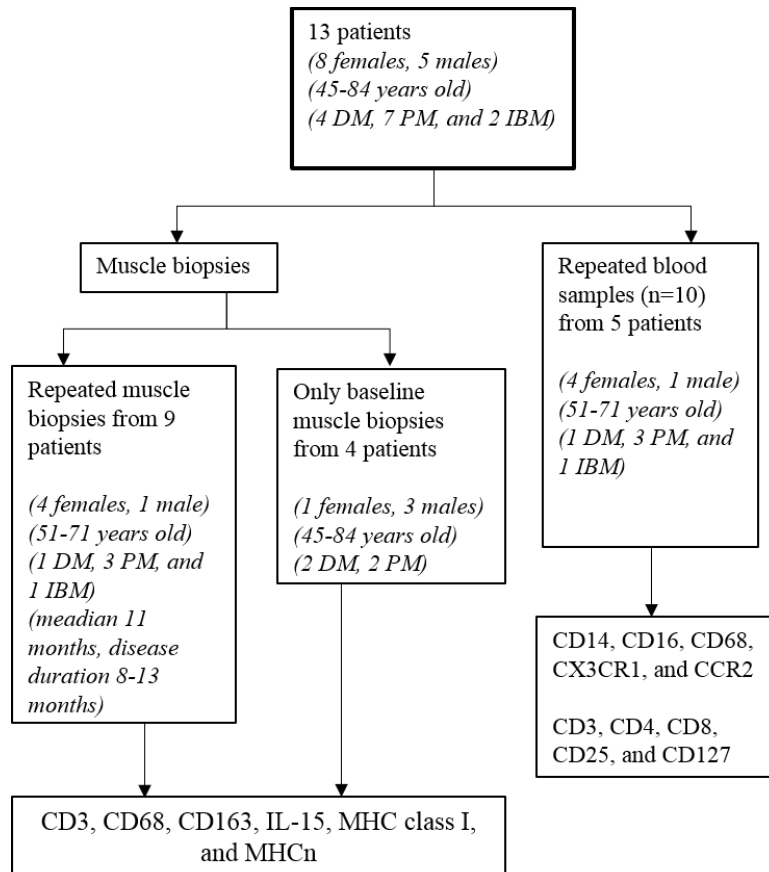 13 patients
(8 females, 5 males)
(45-84 years old)
(4 DM, 7 PM, and 2 IBM)
Muscle biopsies
Repeated blood
samples (n=10)
from 5 patients
(4 females, 1 male)
(51-71 years old)
(1 DM, 3 PM, and
1 IBM)
Repeated muscle
biopsies from 9
patients
(4 females, 1 male)
(51-71 years old)
(1 DM, 3 PM, and
1 IBM)
(meadian 11
months, disease
duration 8-13
months)
Only baseline
muscle biopsies
from 4 patients
(1 females, 3 males)
(45-84 years old)
(2 DM, 2 PM)
CD14, CD16, CD68,
CX3CR1, and CCR2
CD3, CD4, CD8,
CD25, and CD127
CD3, CD68, CD163, IL-15, MHC class I,
and MHCn